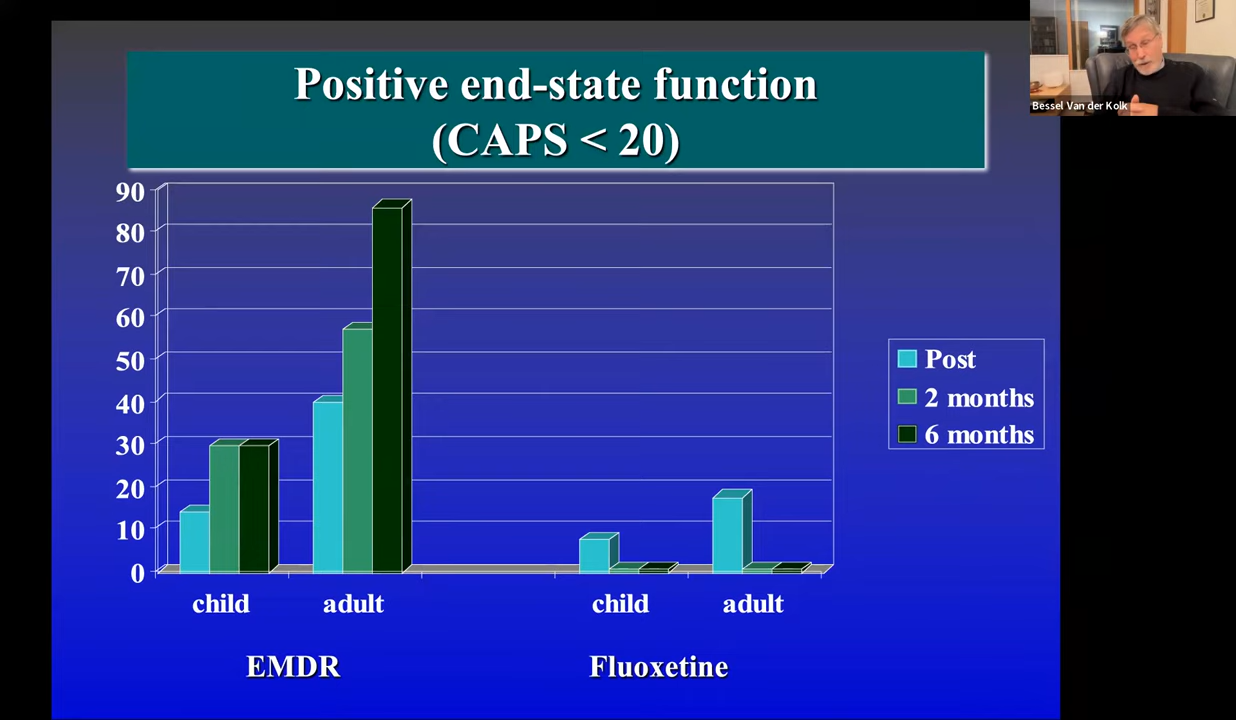 Positive end-state function
(CAPS < 20)
Bessel Van der Kolk
90
80
70
60
50
40
30
20
10
0
Post
2 months
6 months
child
adult
child
adult
EMDR
Fluoxetine